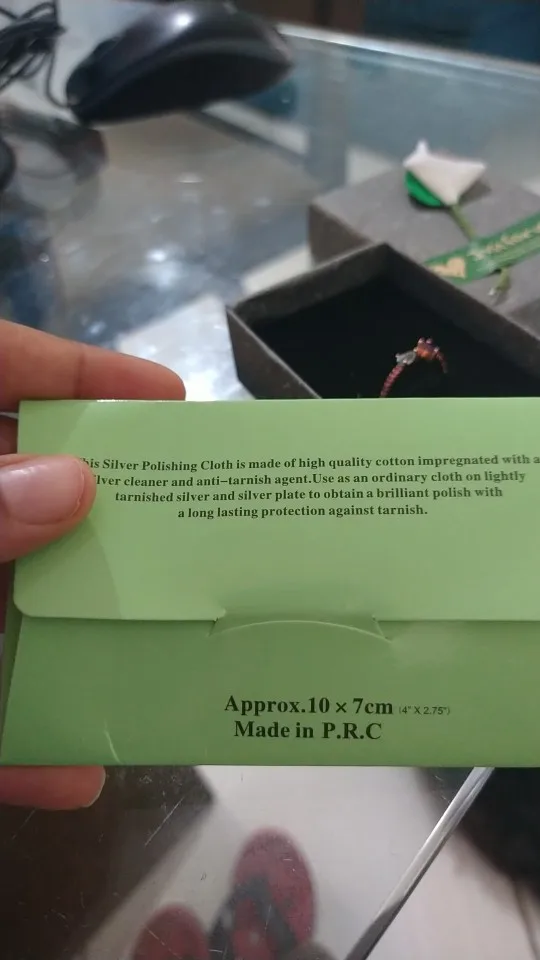 his Silver Polishing Cloth is made of high quality cotton impregnated with a
lver cleaner and anti-tarnish agent.Use as an ordinary cloth on lightly
tarnished silver and silver plate to obtain a brilliant polish with
a long lasting protection against tarnish.
Approx.10 × 7cm (4" X 2.75")
Made in P.R.C